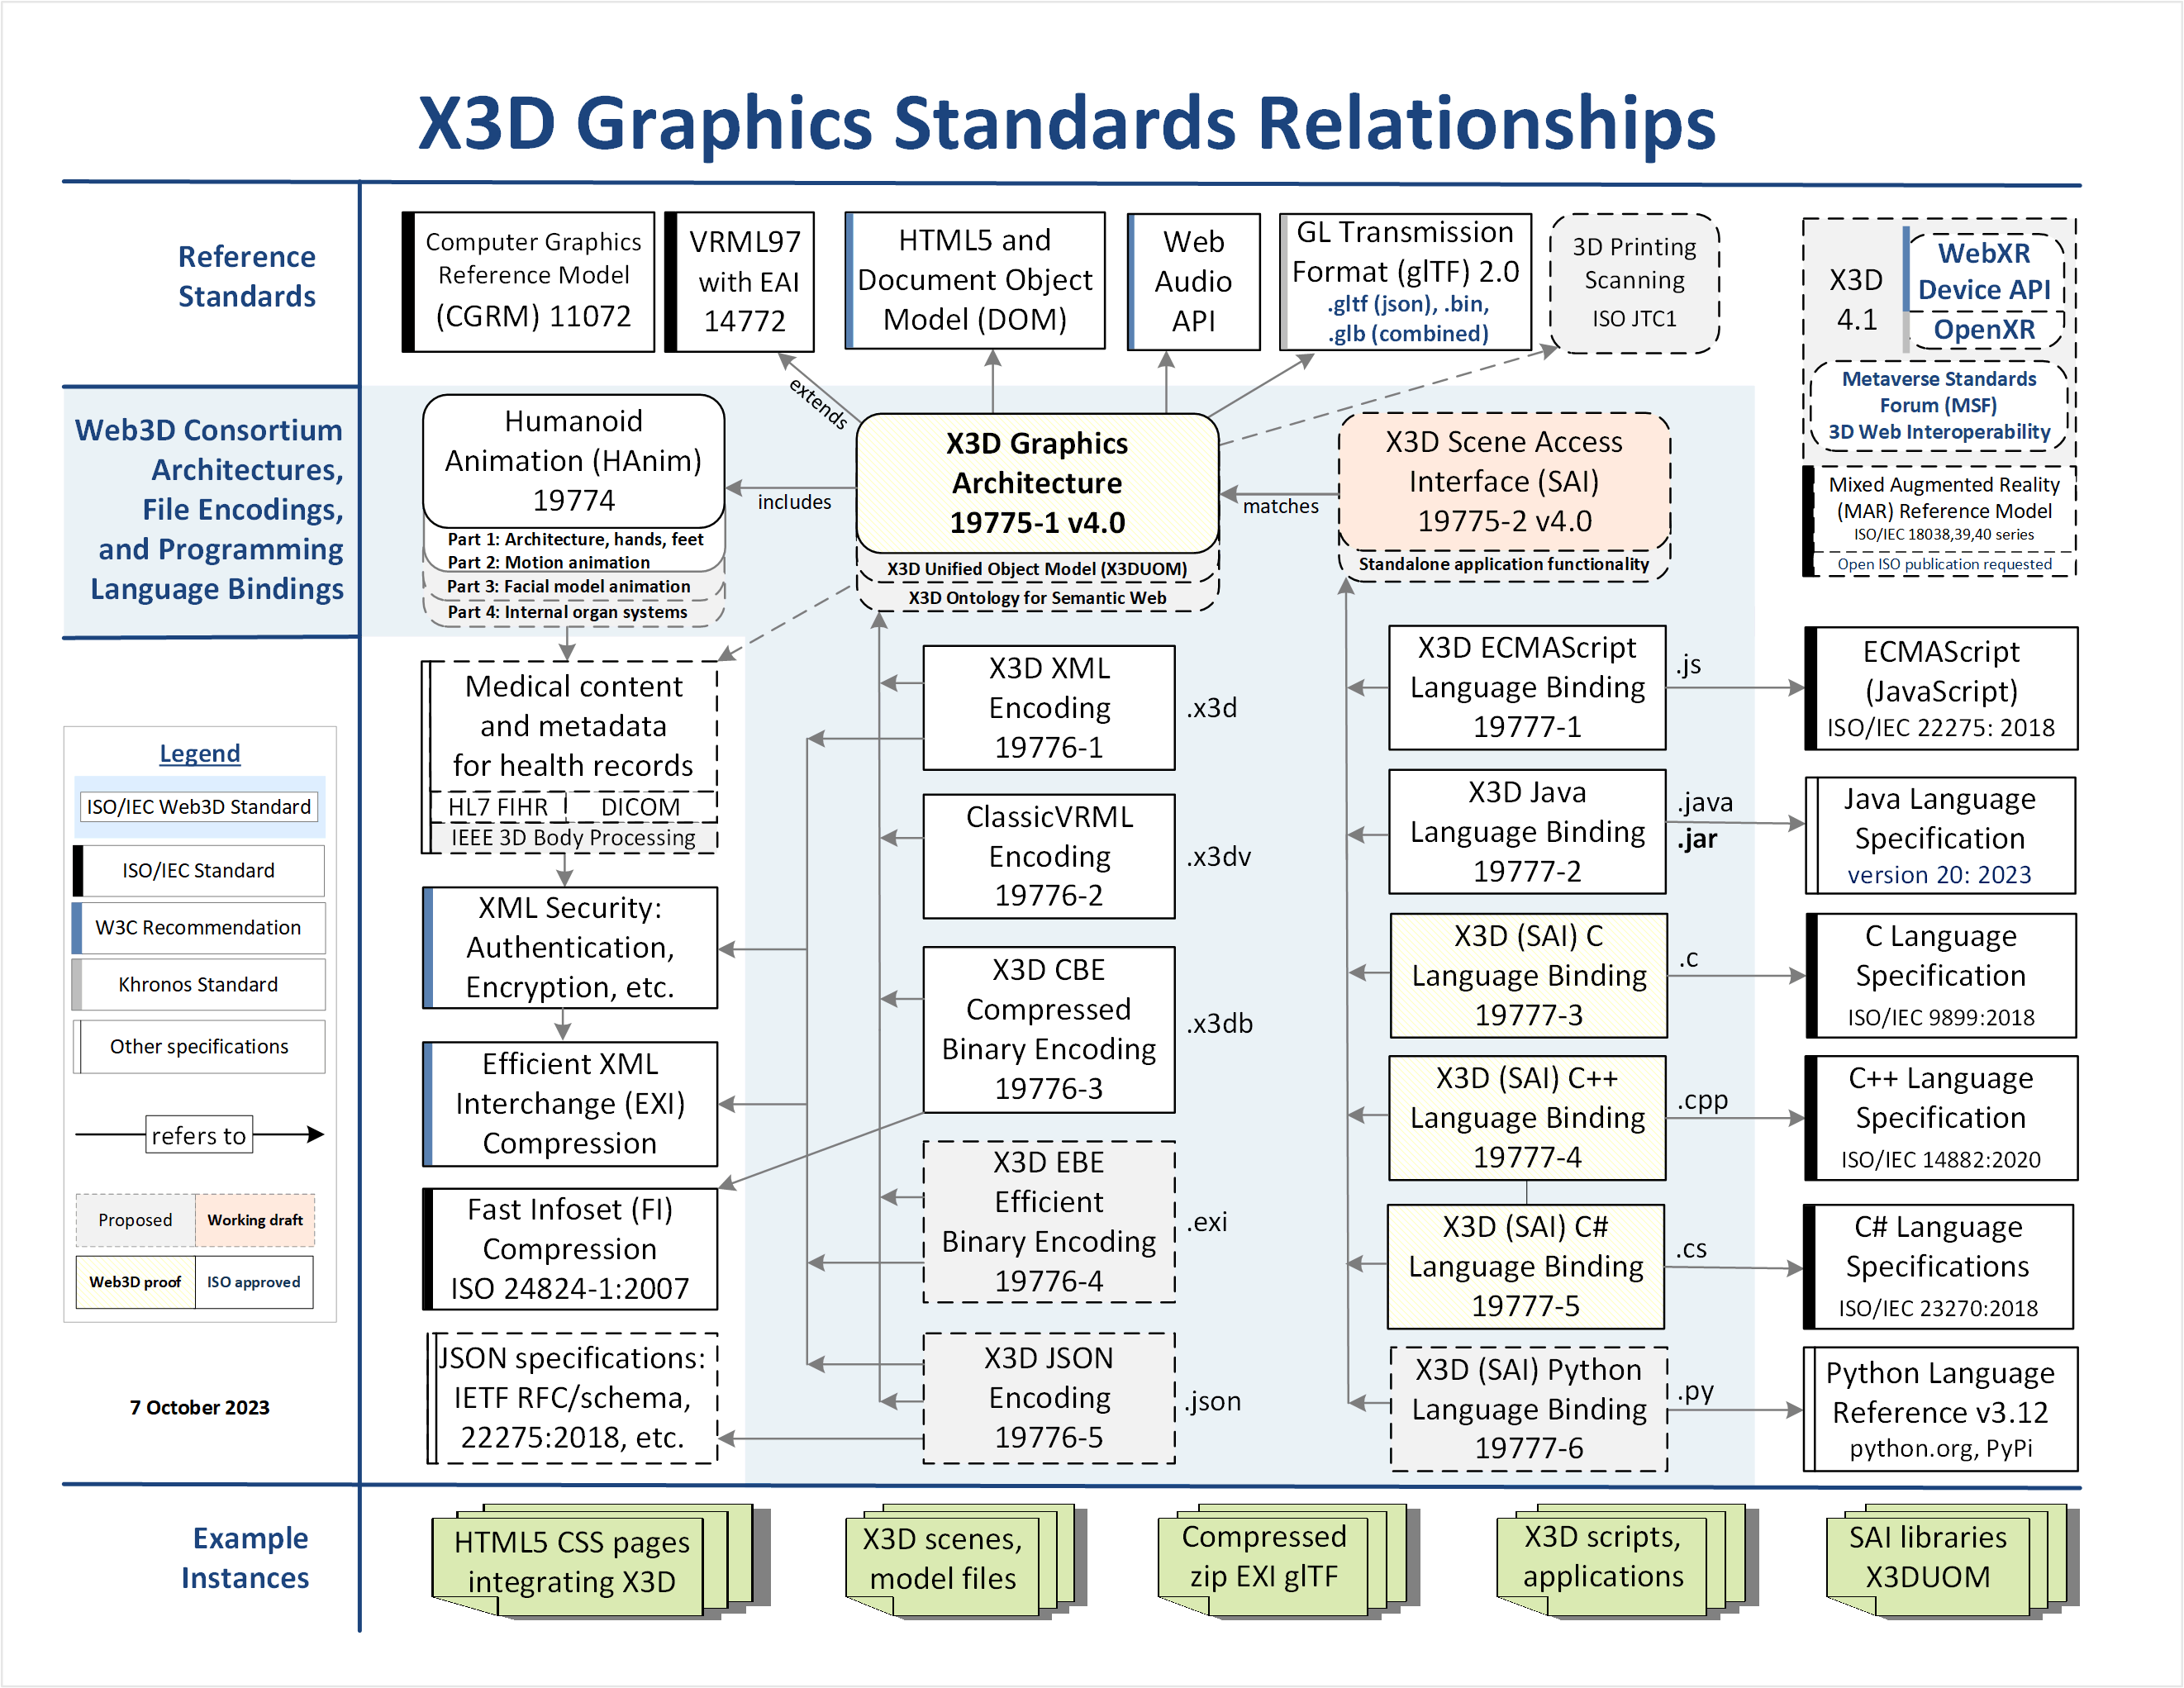 X3D Graphics Standards Relationships
Reference
Standards
Computer Graphics
Reference Model
(CGRM) 11072
VRML97
with EAI
14772
HTML5 and
Document Object
Model (DOM)
Web
Audio
API
GL Transmission
Format (glTF) 2.0
.gltf (json), .bin,
.glb (combined)
3D Printing
Scanning
ISO JTC1
X3D
4.1
WebXR
Device API
OpenXR
Metaverse Standards
Forum (MSF)
3D Web Interoperability
Mixed Augmented Reality
(MAR) Reference Model
ISO/IEC 18038,39,40 series
Open ISO publication requested
Web3D Consortium
Architectures,
File Encodings,
and Programming
Language Bindings
Humanoid
Animation (HAnim)
19774
Part 1: Architecture, hands, feet
Part 2: Motion animation
Part 3: Facial model animation
Part 4: Internal organ systems
extends
includes
X3D Graphics
Architecture
19775-1 v4.0
X3D Unified Object Model (X3DUOM)
X3D Ontology for Semantic Web
matches
X3D Scene Access
Interface (SAI)
19775-2 v4.0
Standalone application functionality
Medical content
and metadata
for health records
HL7 FIHR
DICOM
IEEE 3D Body Processing
XML Security:
Authentication,
Encryption, etc.
Efficient XML
Interchange (EXI)
Compression
Fast Infoset (FI)
Compression
ISO 24824-1:2007
JSON specifications:
IETF RFC/schema,
22275:2018, etc.
X3D XML
Encoding
19776-1
.x3d
ClassicVRML
Encoding
19776-2
.x3dv
X3D CBE
Compressed
Binary Encoding
19776-3
.x3db
X3D EBE
Efficient
Binary Encoding
19776-4
.exi
X3D JSON
Encoding
19776-5
.json
X3D ECMAScript
Language Binding
19777-1
.js
X3D Java
Language Binding
19777-2
.java
.jar
X3D (SAI) C
Language Binding
19777-3
.c
X3D (SAI) C++
Language Binding
19777-4
.cpp
X3D (SAI) C#
Language Binding
19777-5
.cs
X3D (SAI) Python
Language Binding
19777-6
.py
ECMAScript
(JavaScript)
ISO/IEC 22275: 2018
Java Language
Specification
version 20: 2023
C Language
Specification
ISO/IEC 9899:2018
C++ Language
Specification
ISO/IEC 14882:2020
C# Language
Specifications
ISO/IEC 23270:2018
Python Language
Reference v3.12
python.org, PyPi
Legend
ISO/IEC Web3D Standard
ISO/IEC Standard
W3C Recommendation
Khronos Standard
Other specifications
refers to
Proposed
Working draft
Web3D proof
ISO approved
7 October 2023
Example
Instances
HTML5 CSS pages
integrating X3D
X3D scenes,
model files
Compressed
zip EXI glTF
X3D scripts,
applications
SAI libraries
X3DUOM